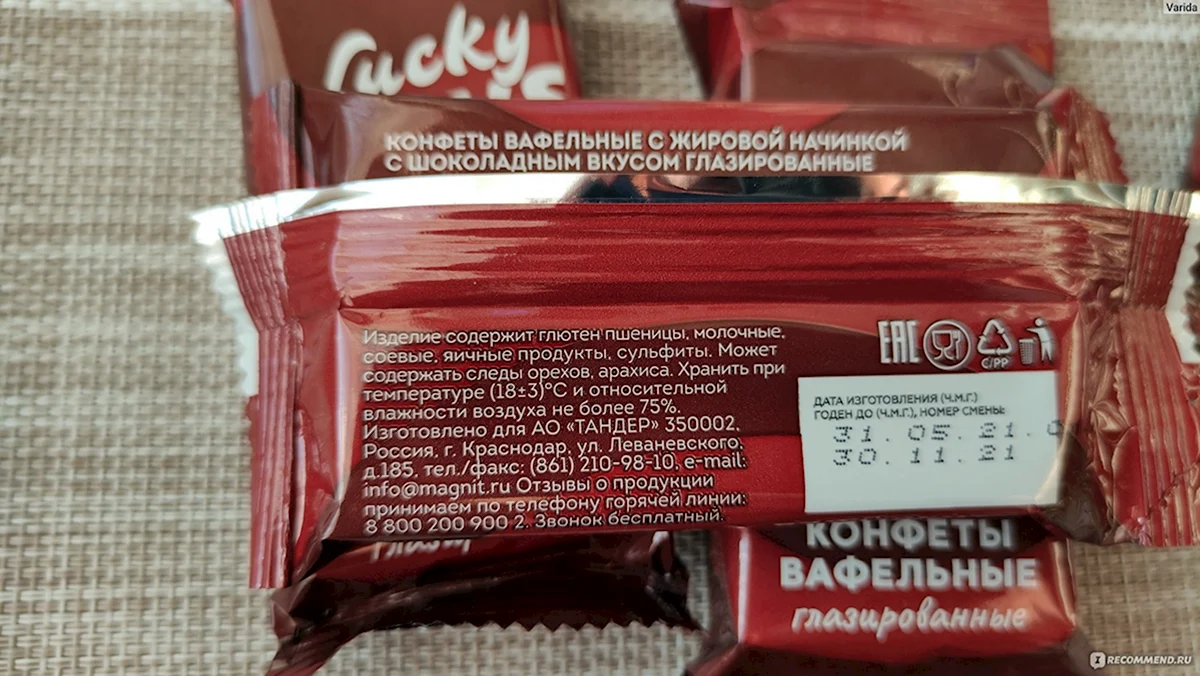 Varida
Lucky
КОНФЕТЫ ВАФЕЛЬНЫЕ С ЖИРОВОЙ НАЧИНКОЙ
С ШОКОЛАДНЫМ ВКУСОМ ГЛАЗИРОВАННЫЕ
Изделие содержит глютен пшеницы, молочные,
соевые, яичные продукты, сульфиты. Может
содержать следы орехов, арахиса. Хранить при
температуре (18±3)°С и относительной
влажности воздуха не более 75%.
Изготовлено для АО «ТАНДЕР» 350002,
Россия, г. Краснодар, ул. Леваневского,
д.185, тел./факс: (861) 210-98-10, e-mail:
info@magnit.ru Отзывы о продукции
принимаем по телефону горячей линии:
8 800 200 900 2. Звонок бесплатный.
EAC
C/PP
ДАТА ИЗГОТОВЛЕНИЯ (Ч.М.Г.)
ГОДЕН ДО (Ч.М.Г.), НОМЕР СМЕНЫ:
31.05.21.
30.11.21
КОНФЕТЫ
ВАФЕЛЬНЫЕ
глазированные
RECOMMEND.RU